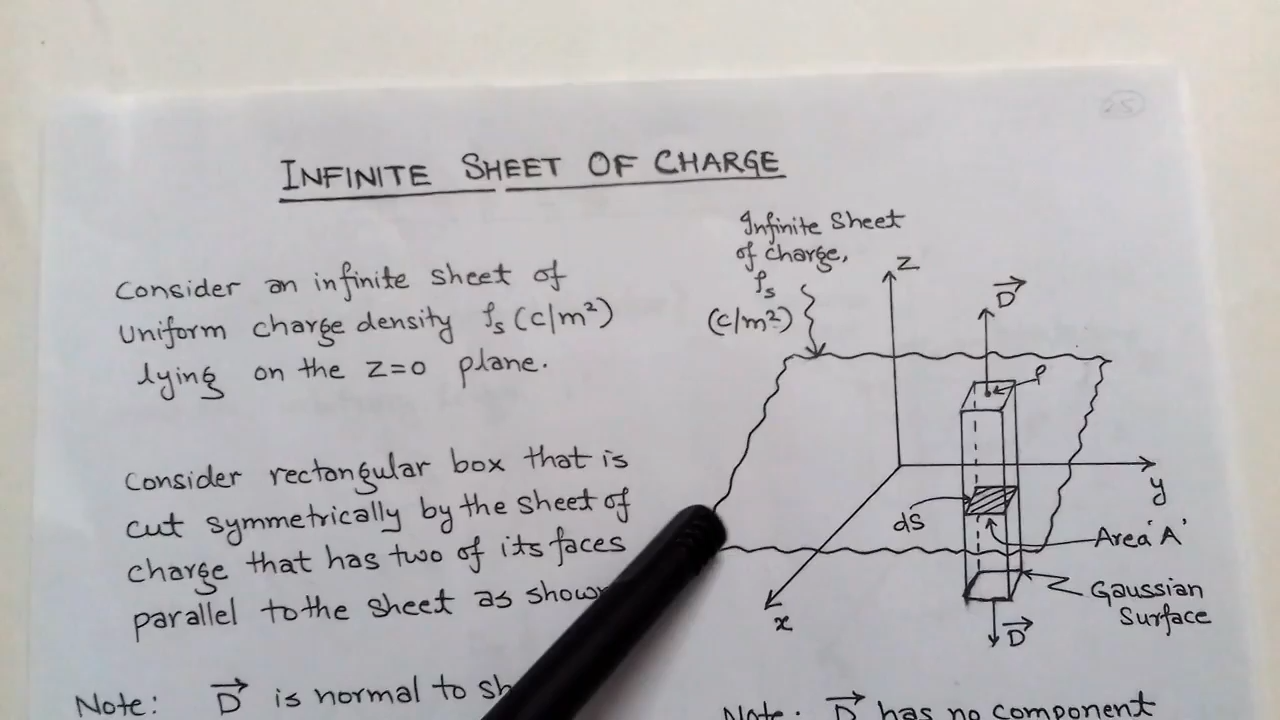 25
INFINITE SHEET OF CHARGE
Consider an infinite sheet of
uniform charge density ρs (C/m²)
lying on the z=0 plane.
Consider rectangular box that is
cut symmetrically by the sheet of
charge that has two of its faces
parallel to the sheet as shown
Note: D⃗ is normal to sh
Infinite Sheet
of charge,
ρs
(C/m²)
z
D⃗
P
y
dS
Area 'A'
Gaussian
Surface
x
D⃗
Note: D⃗ has no component